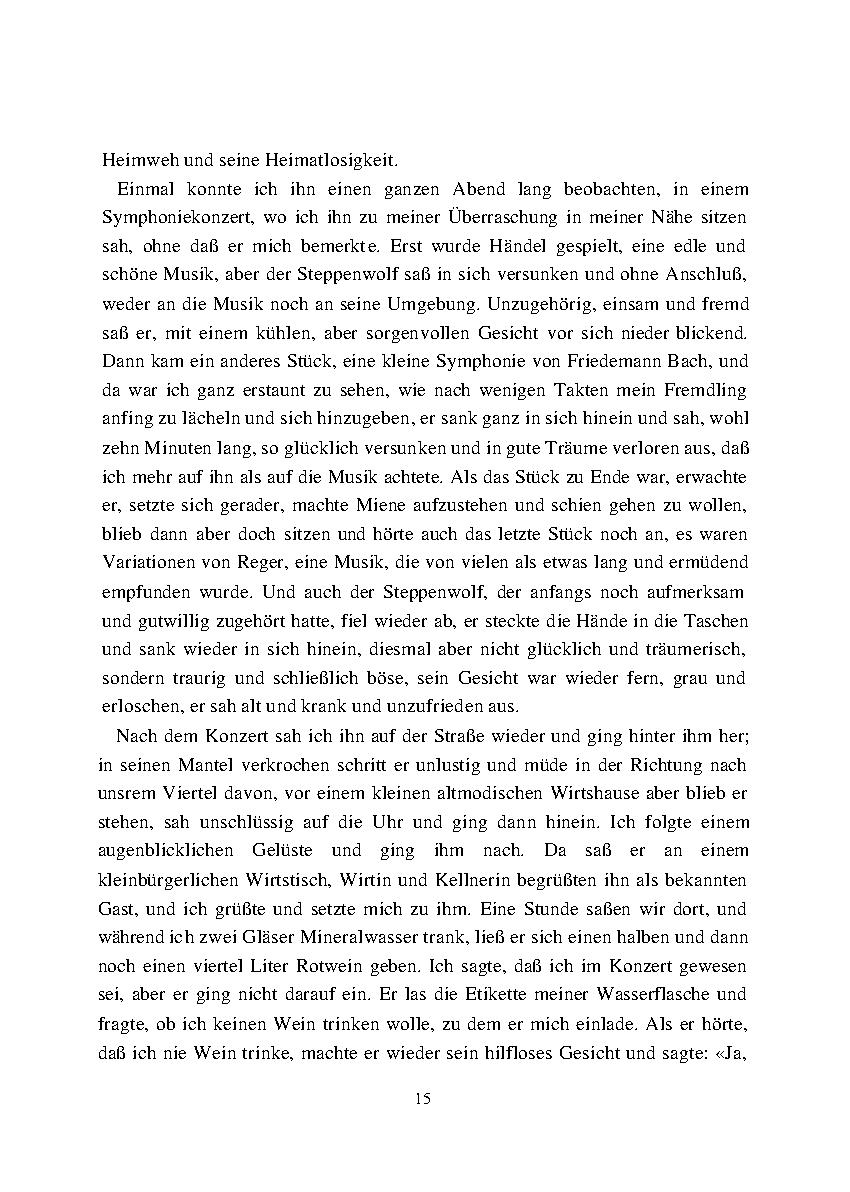 Heimweh und seine Heimatlosigkeit.
Einmal konnte ich ihn einen ganzen Abend lang beobachten, in einem
Symphoniekonzert, wo ich ihn zu meiner Überraschung in meiner Nähe sitzen
sah, ohne daß er mich bemerkte. Erst wurde Händel gespielt, eine edle und
schöne Musik, aber der Steppenwolf saß in sich versunken und ohne Anschluß,
weder an die Musik noch an seine Umgebung. Unzugehörig, einsam und fremd
saß er, mit einem kühlen, aber sorgenvollen Gesicht vor sich nieder blickend.
Dann kam ein anderes Stück, eine kleine Symphonie von Friedemann Bach, und
da war ich ganz erstaunt zu sehen, wie nach wenigen Takten mein Fremdling
anfing zu lächeln und sich hinzugeben, er sank ganz in sich hinein und sah, wohl
zehn Minuten lang, so glücklich versunken und in gute Träume verloren aus, daß
ich mehr auf ihn als auf die Musik achtete. Als das Stück zu Ende war, erwachte
er, setzte sich gerader, machte Miene aufzustehen und schien gehen zu wollen,
blieb dann aber doch sitzen und hörte auch das letzte Stück noch an, es waren
Variationen von Reger, eine Musik, die von vielen als etwas lang und ermüdend
empfunden wurde. Und auch der Steppenwolf, der anfangs noch aufmerksam
und gutwillig zugehört hatte, fiel wieder ab, er steckte die Hände in die Taschen
und sank wieder in sich hinein, diesmal aber nicht glücklich und träumerisch,
sondern traurig und schließlich böse, sein Gesicht war wieder fern, grau und
erloschen, er sah alt und krank und unzufrieden aus.
Nach dem Konzert sah ich ihn auf der Straße wieder und ging hinter ihm her;
in seinen Mantel verkrochen schritt er unlustig und müde in der Richtung nach
unsrem Viertel davon, vor einem kleinen altmodischen Wirtshause aber blieb er
stehen, sah unschlüssig auf die Uhr und ging dann hinein. Ich folgte einem
augenblicklichen Gelüste und ging ihm nach. Da saß er an einem
kleinbürgerlichen Wirtstisch, Wirtin und Kellnerin begrüßten ihn als bekannten
Gast, und ich grüßte und setzte mich zu ihm. Eine Stunde saßen wir dort, und
während ich zwei Gläser Mineralwasser trank, ließ er sich einen halben und dann
noch einen viertel Liter Rotwein geben. Ich sagte, daß ich im Konzert gewesen
sei, aber er ging nicht darauf ein. Er las die Etikette meiner Wasserflasche und
fragte, ob ich keinen Wein trinken wolle, zu dem er mich einlade. Als er hörte,
daß ich nie Wein trinke, machte er wieder sein hilfloses Gesicht und sagte: «Ja,
15